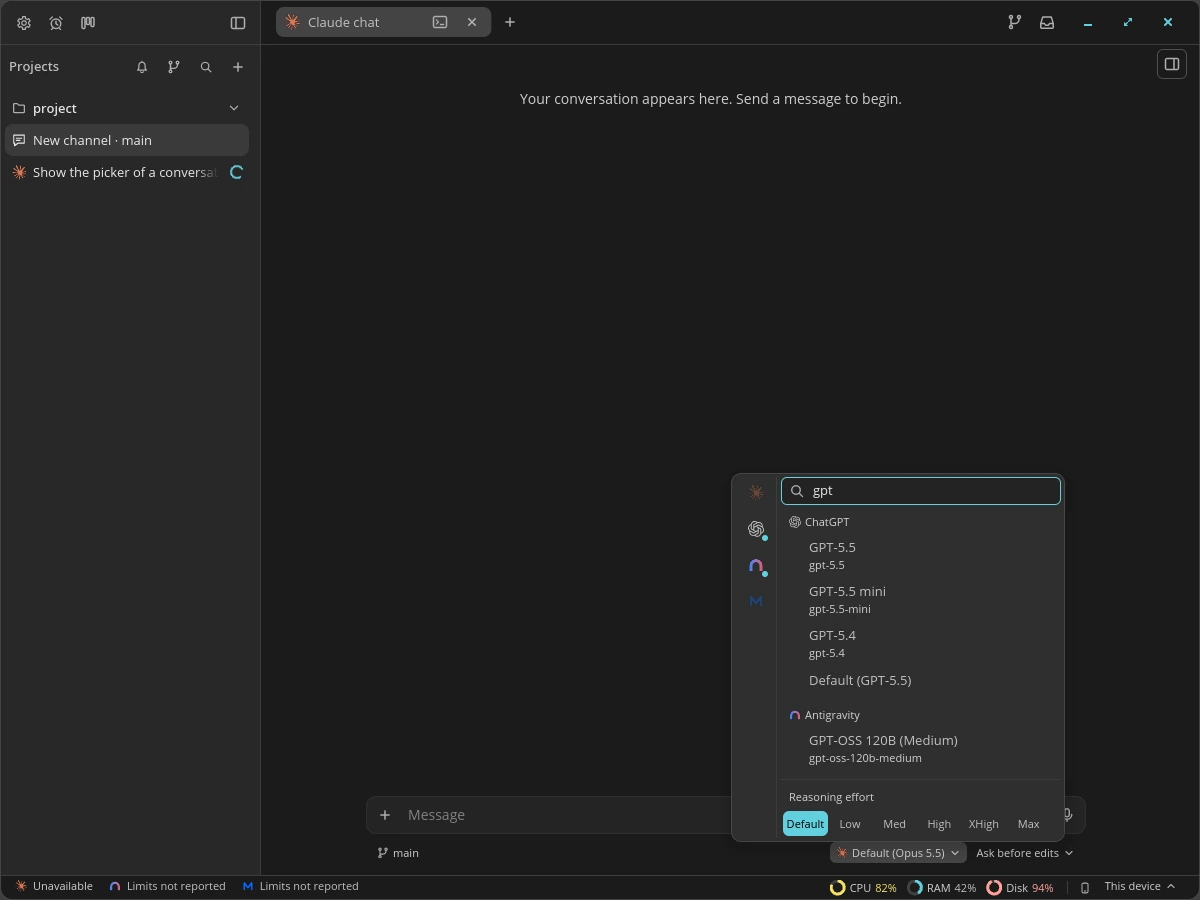 Claude chat
Projects
project
New channel · main
Show the picker of a conversat
Your conversation appears here. Send a message to begin.
gpt
ChatGPT
GPT-5.5
gpt-5.5
GPT-5.5 mini
gpt-5.5-mini
GPT-5.4
gpt-5.4
Default (GPT-5.5)
Antigravity
GPT-OSS 120B (Medium)
gpt-oss-120b-medium
Reasoning effort
Default Low Med High XHigh Max
Message
main
Default (Opus 5.5) Ask before edits
Unavailable Limits not reported Limits not reported CPU 82% RAM 42% Disk 94% This device